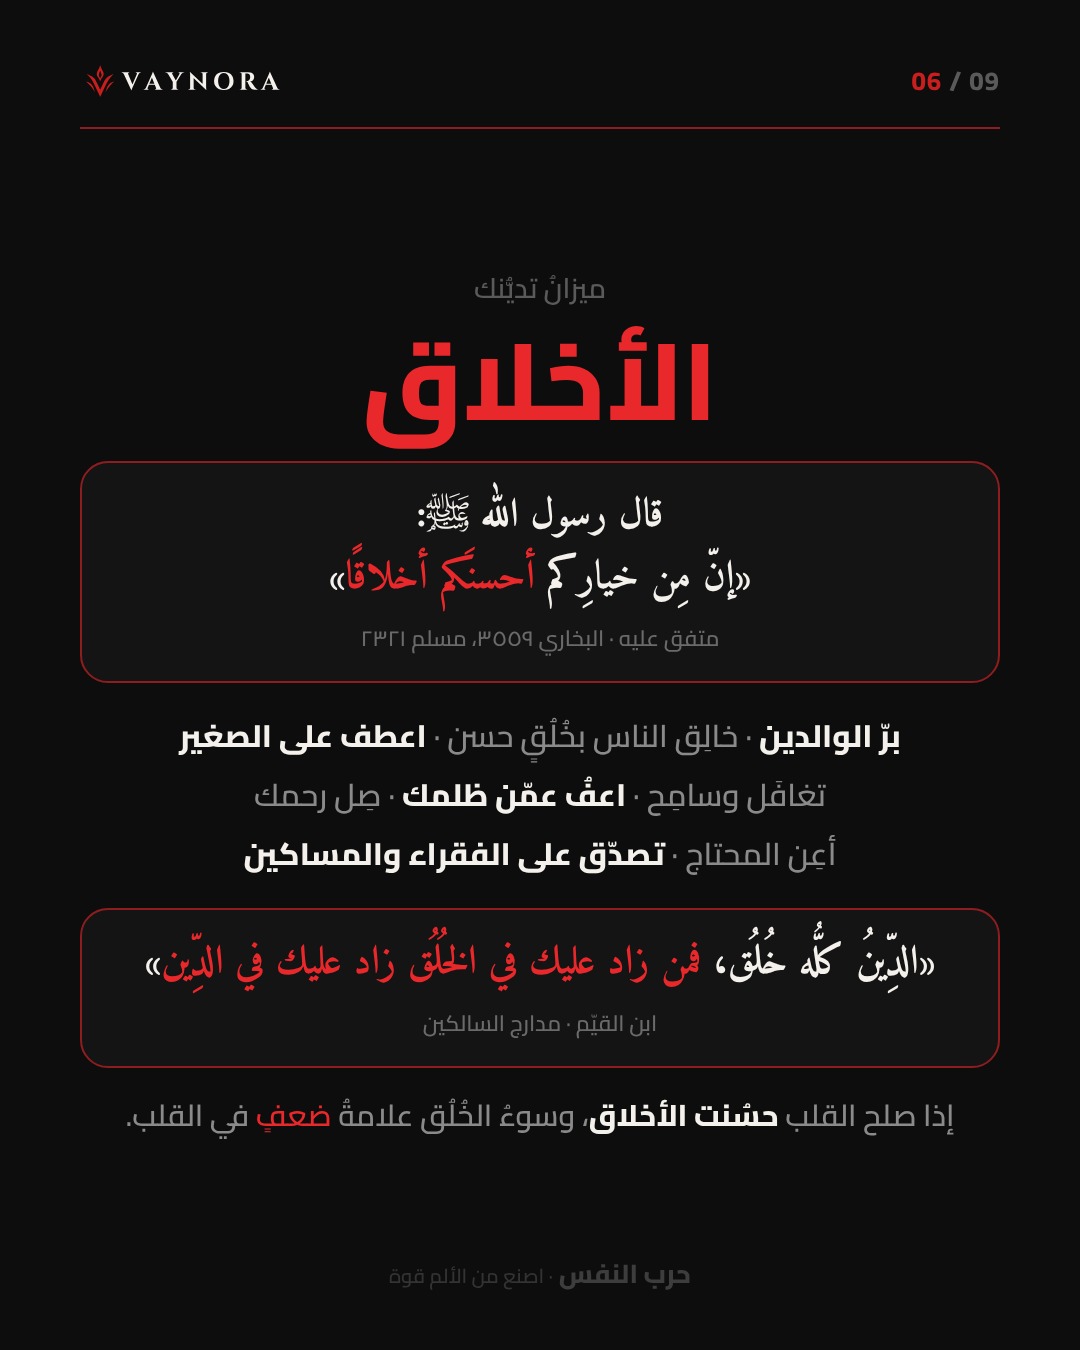 VAYNORA
06 / 09
ميزانُ تديُّنك
الأخلاق
قال رسول الله ﷺ:
«إنّ مِن خيارِكم أحسنَكم أخلاقًا»
متفق عليه · البخاري ٣٥٥٩، مسلم ٢٣٢١
برّ الوالدين · خالِق الناس بخُلُقٍ حسن · اعطف على الصغير
تغافَل وسامِح · اعفُ عمّن ظلمك · صِل رحمك
أعِن المحتاج · تصدّق على الفقراء والمساكين
«الدِّينُ كلُّه خُلُق، فمن زاد عليك في الخُلُق زاد عليك في الدِّين»
ابن القيّم · مدارج السالكين
إذا صلح القلب حسُنت الأخلاق، وسوءُ الخُلُق علامةُ ضعفٍ في القلب.
حرب النفس · اصنع من الألم قوة